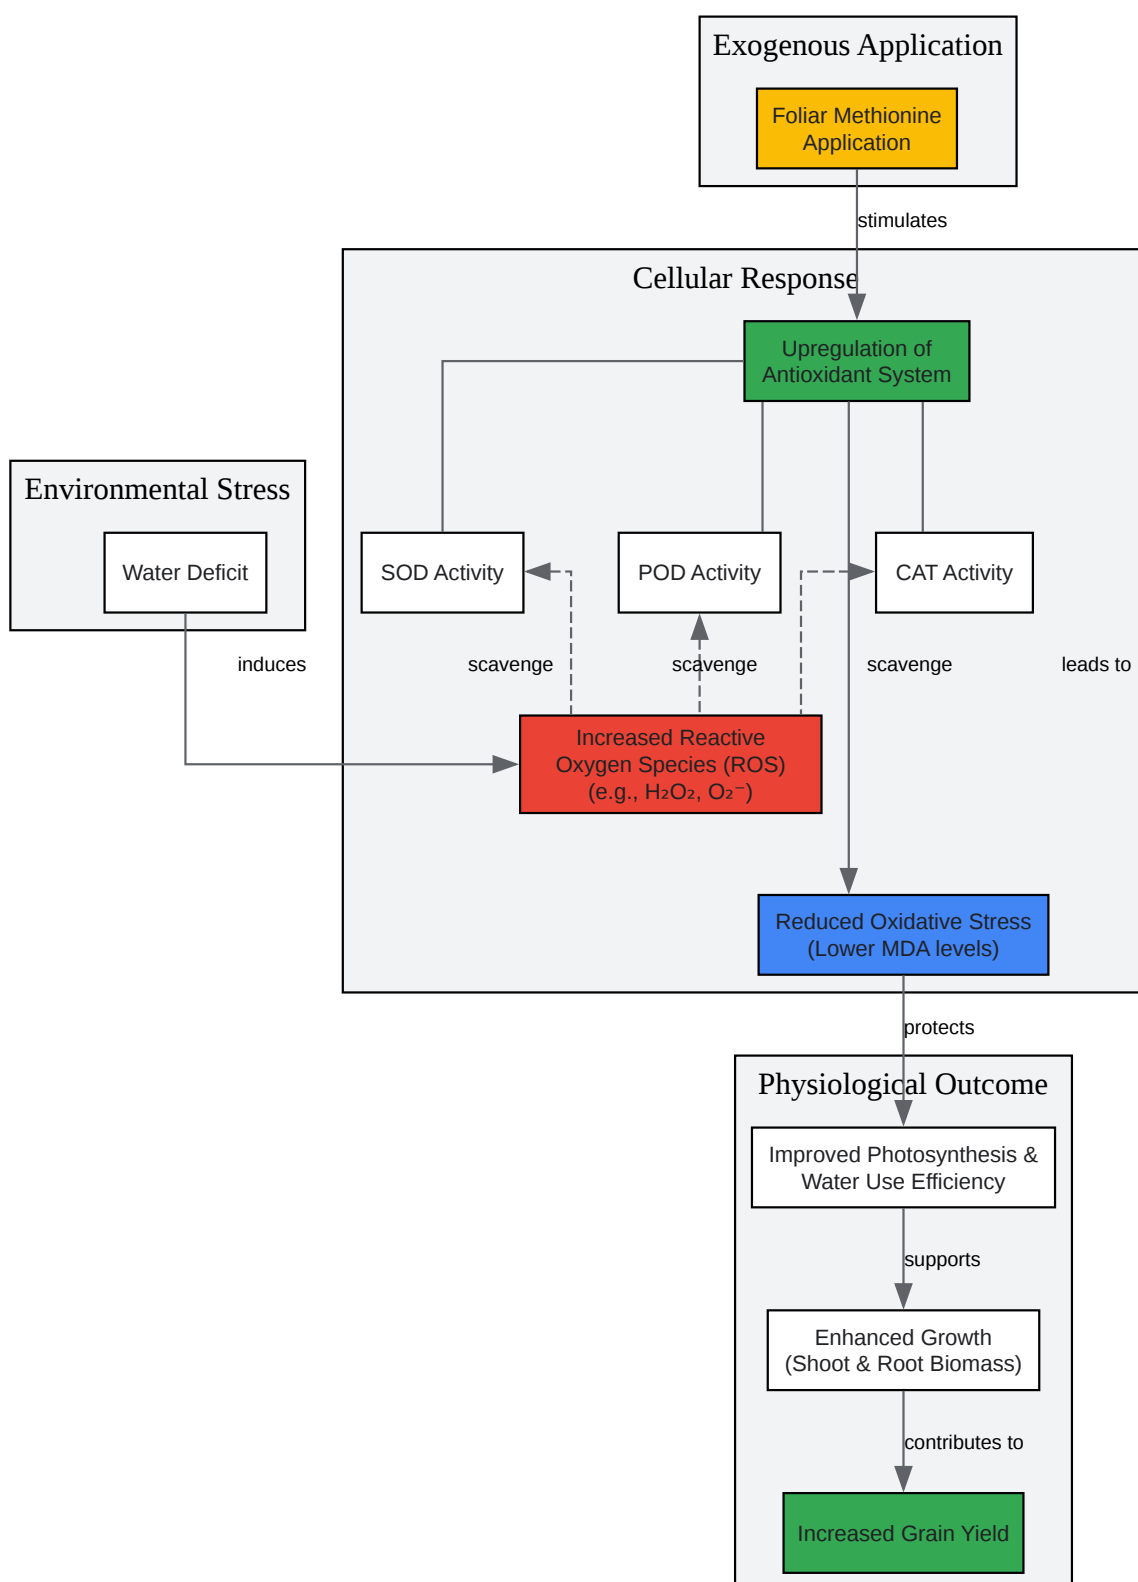 Exogenous Application
Foliar Methionine
Application
stimulates
Cellular Response
Upregulation of
Antioxidant System
Environmental Stress
Water Deficit
SOD Activity
POD Activity
CAT Activity
induces
scavenge
scavenge
scavenge
leads to
Increased Reactive
Oxygen Species (ROS)
(e.g., H₂O₂, O₂⁻)
Reduced Oxidative Stress
(Lower MDA levels)
protects
Physiological Outcome
Improved Photosynthesis &
Water Use Efficiency
supports
Enhanced Growth
(Shoot & Root Biomass)
contributes to
Increased Grain Yield